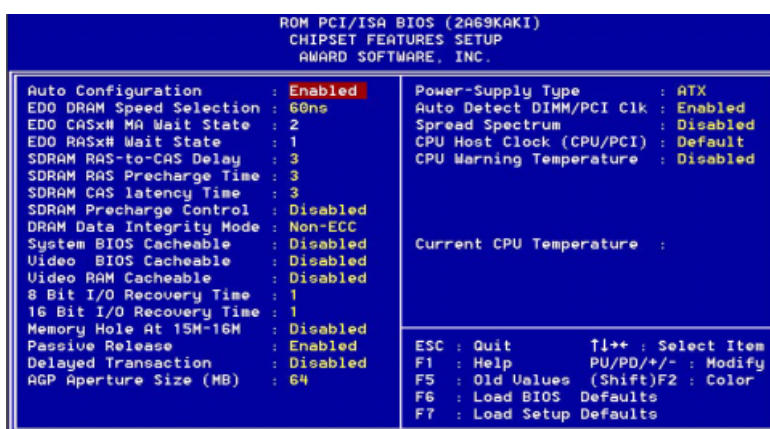 ROM PCI/ISA BIOS (2A69KAKI)
CHIPSET FEATURES SETUP
AWARD SOFTWARE, INC.
Auto Configuration : Enabled
EDO DRAM Speed Selection : 60ns
EDO CASx# MA Wait State : 2
EDO RASx# Wait State : 1
SDRAM RAS-to-CAS Delay : 3
SDRAM RAS Precharge Time : 3
SDRAM CAS latency Time : 3
SDRAM Precharge Control : Disabled
DRAM Data Integrity Mode : Non-ECC
System BIOS Cacheable : Disabled
Video BIOS Cacheable : Disabled
Video RAM Cacheable : Disabled
8 Bit I/O Recovery Time : 1
16 Bit I/O Recovery Time : 1
Memory Hole At 15M-16M : Disabled
Passive Release : Enabled
Delayed Transaction : Disabled
AGP Aperture Size (MB) : 64
Power-Supply Type : ATX
Auto Detect DIMM/PCI Clk : Enabled
Spread Spectrum : Disabled
CPU Host Clock (CPU/PCI) : Default
CPU Warning Temperature : Disabled
Current CPU Temperature :
ESC : Quit ↑↓→← : Select Item
F1 : Help PU/PD/+/- : Modify
F5 : Old Values (Shift)F2 : Color
F6 : Load BIOS Defaults
F7 : Load Setup Defaults